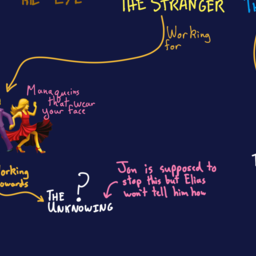 THE EYE
THE STRANGER
Working
for
Manaqueins
that wear
your face
Working
towards
?
THE
UNKNOWING
Jon is supposed to
stop this but Elias
won't tell him how